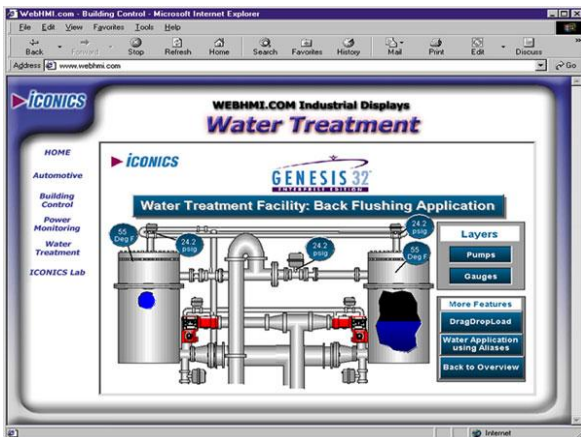 WebHMI.com - Building Control - Microsoft Internet Explorer
File Edit View Favorites Tools Help
Back Forward Stop Refresh Home Search Favorites History Mail Print Edit Discuss
Address www.webhmi.com Go
ICONICS
WEBHMI.COM Industrial Displays
Water Treatment
HOME
Automotive
Building
Control
Power
Monitoring
Water
Treatment
ICONICS Lab
ICONICS
GENESIS 32
ENTERPRISE EDITION
Water Treatment Facility: Back Flushing Application
55
Deg F
24.2
psig
24.2
psig
24.2
psig
55
Deg F
Layers
Pumps
Gauges
More Features
DragDropLoad
Water Application
using Aliases
Back to Overview
Internet